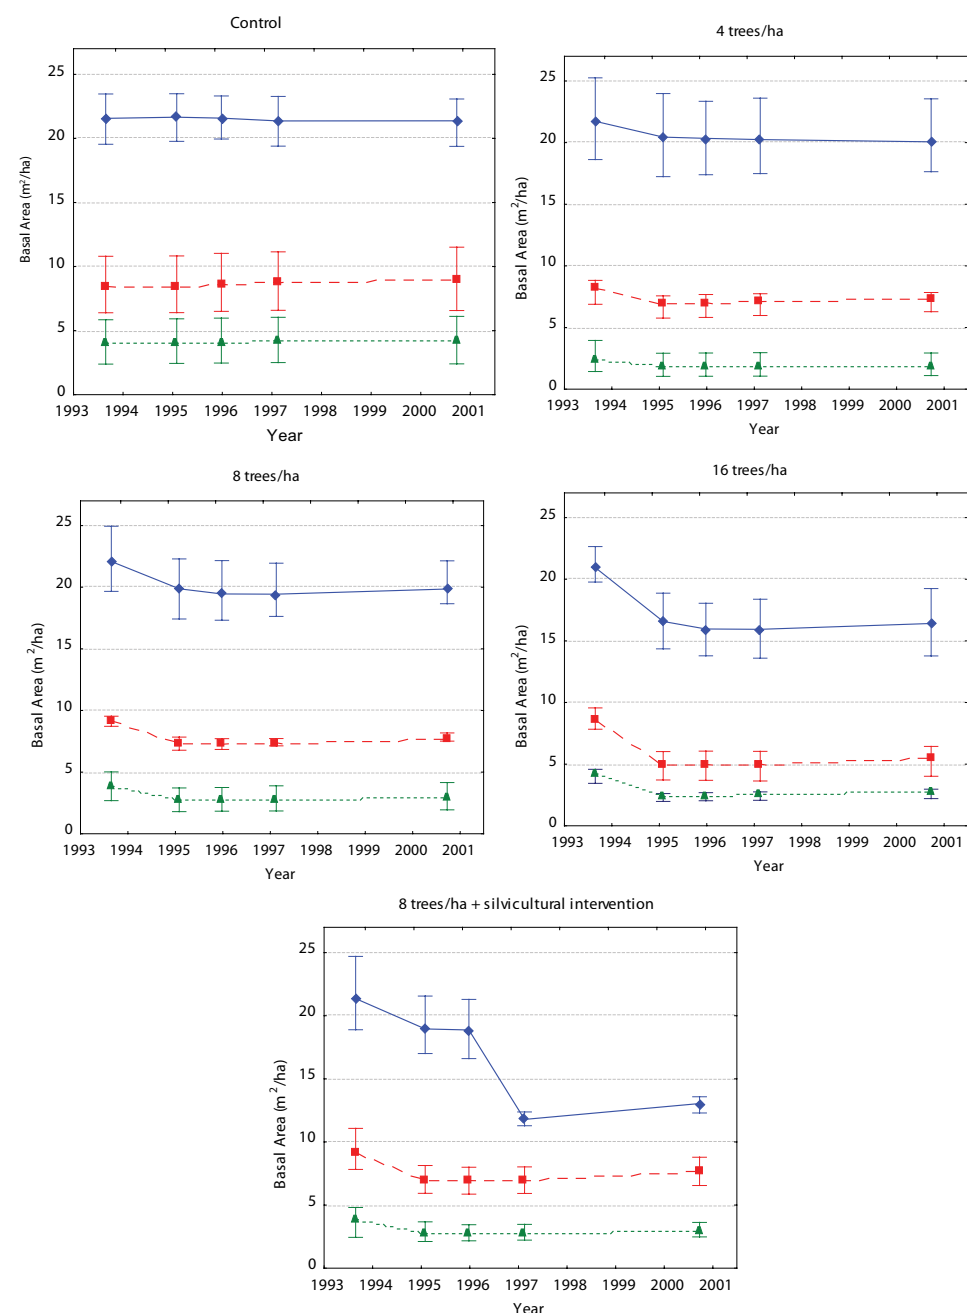 Control
25
20
15
10
5
0
Basal Area (m²/ha)
1993 1994 1995 1996 1997 1998 1999 2000 2001
Year
4 trees/ha
25
20
15
10
5
0
Basal Area (m²/ha)
1993 1994 1995 1996 1997 1998 1999 2000 2001
Year
8 trees/ha
25
20
15
10
5
0
Basal Area (m²/ha)
1993 1994 1995 1996 1997 1998 1999 2000 2001
Year
16 trees/ha
25
20
15
10
5
0
Basal Area (m²/ha)
1993 1994 1995 1996 1997 1998 1999 2000 2001
Year
8 trees/ha + silvicultural intervention
25
20
15
10
5
0
Basal Area (m²/ha)
1993 1994 1995 1996 1997 1998 1999 2000 2001
Year